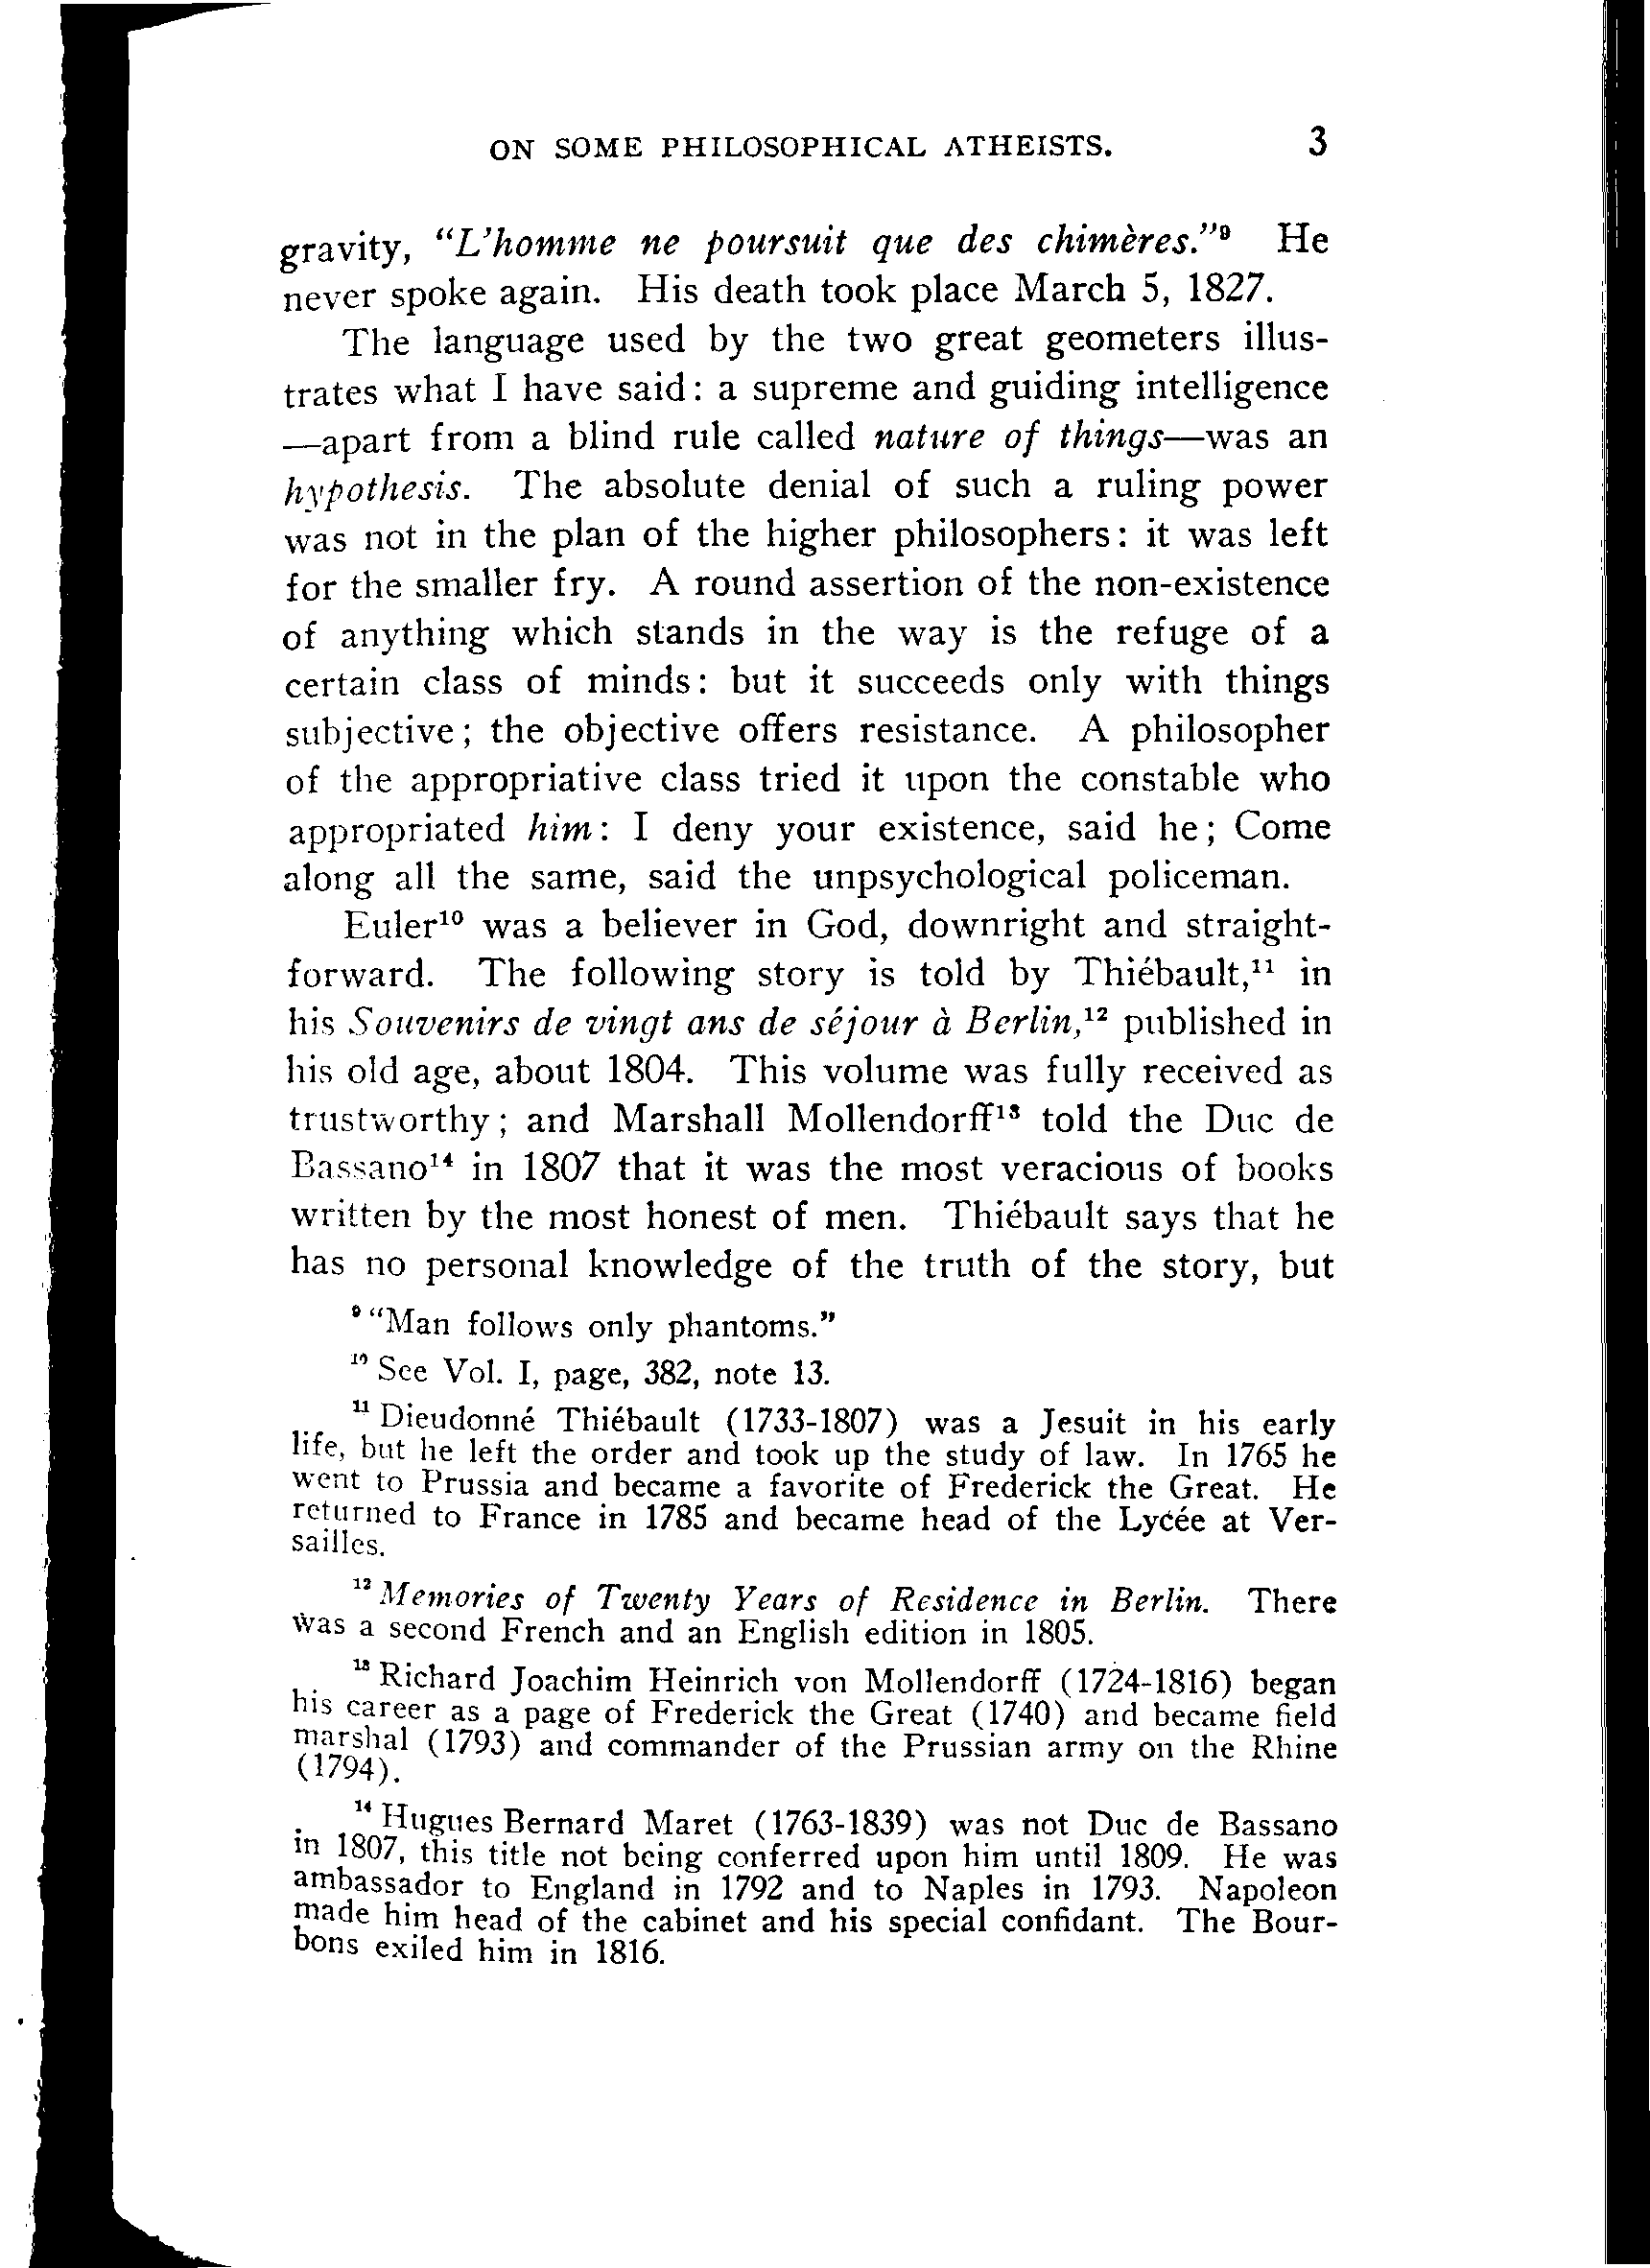 ON SOME PHILOSOPHICAL ATHEISTS. 3
gravity, "L'homme ne poursuit que des chimères."⁹ He
never spoke again. His death took place March 5, 1827.
The language used by the two great geometers illus-
trates what I have said: a supreme and guiding intelligence
—apart from a blind rule called nature of things—was an
hypothesis. The absolute denial of such a ruling power
was not in the plan of the higher philosophers: it was left
for the smaller fry. A round assertion of the non-existence
of anything which stands in the way is the refuge of a
certain class of minds: but it succeeds only with things
subjective; the objective offers resistance. A philosopher
of the appropriative class tried it upon the constable who
appropriated him: I deny your existence, said he; Come
along all the same, said the unpsychological policeman.
Euler¹⁰ was a believer in God, downright and straight-
forward. The following story is told by Thiébault,¹¹ in
his Souvenirs de vingt ans de séjour à Berlin,¹² published in
his old age, about 1804. This volume was fully received as
trustworthy; and Marshall Mollendorff¹³ told the Duc de
Bassano¹⁴ in 1807 that it was the most veracious of books
written by the most honest of men. Thiébault says that he
has no personal knowledge of the truth of the story, but
⁹ "Man follows only phantoms."
¹⁰ See Vol. I, page, 382, note 13.
¹¹ Dieudonné Thiébault (1733-1807) was a Jesuit in his early
life, but he left the order and took up the study of law. In 1765 he
went to Prussia and became a favorite of Frederick the Great. He
returned to France in 1785 and became head of the Lycée at Ver-
sailles.
¹² Memories of Twenty Years of Residence in Berlin. There
was a second French and an English edition in 1805.
¹³ Richard Joachim Heinrich von Mollendorff (1724-1816) began
his career as a page of Frederick the Great (1740) and became field
marshal (1793) and commander of the Prussian army on the Rhine
(1794).
¹⁴ Hugues Bernard Maret (1763-1839) was not Duc de Bassano
in 1807, this title not being conferred upon him until 1809. He was
ambassador to England in 1792 and to Naples in 1793. Napoleon
made him head of the cabinet and his special confidant. The Bour-
bons exiled him in 1816.